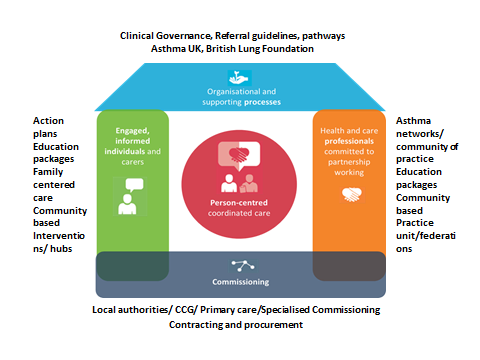 Clinical Governance, Referral guidelines, pathways
Asthma UK, British Lung Foundation
Organisational and
supporting processes
Action
plans
Education
packages
Family
centered
care
Community
based
Interventio
ns/ hubs
Engaged,
informed
individuals and
carers
Person-centred
coordinated care
Health and care
professionals
committed to
partnership
working
Asthma
networks/
community of
practice
Education
packages
Community
based
Practice
unit/federati
ons
Commissioning
Local authorities/ CCG/ Primary care/Specialised Commissioning
Contracting and procurement